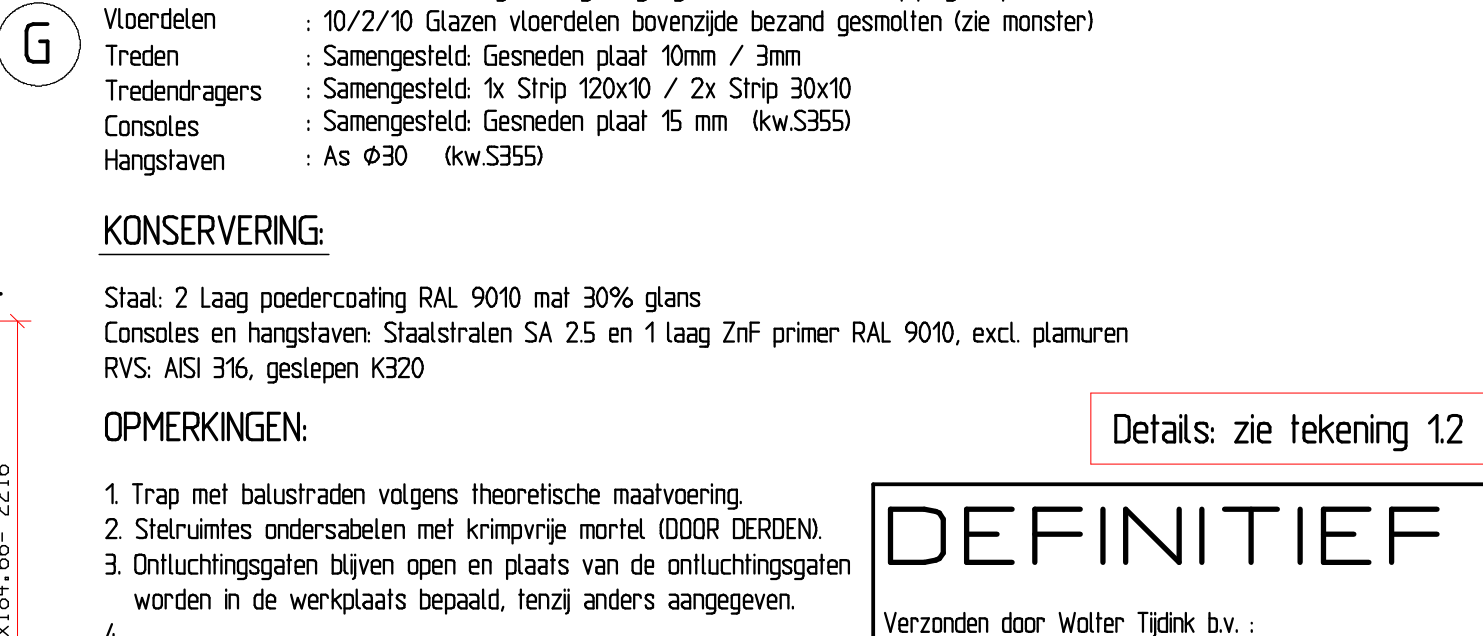 G
Vloerdelen : 10/2/10 Glazen vloerdelen bovenzijde bezand gesmolten (zie monster)
Treden : Samengesteld: Gesneden plaat 10mm / 3mm
Tredendragers : Samengesteld: 1x Strip 120x10 / 2x Strip 30x10
Consoles : Samengesteld: Gesneden plaat 15 mm (kw.S355)
Hangstaven : As Φ30 (kw.S355)
KONSERVERING:
Staal: 2 Laag poedercoating RAL 9010 mat 30% glans
Consoles en hangstaven: Staalstralen SA 2.5 en 1 laag ZnF primer RAL 9010, excl. plamuren
RVS: AISI 316, geslepen K320
OPMERKINGEN:
Details: zie tekening 1.2
1. Trap met balustraden volgens theoretische maatvoering.
2. Stelruimtes ondersabelen met krimpvrije mortel (DOOR DERDEN).
3. Ontluchtingsgaten blijven open en plaats van de ontluchtingsgaten
worden in de werkplaats bepaald, tenzij anders aangegeven.
DEFINITIEF
Verzonden door Wolter Tijdink b.v. :
x164.66= 2216